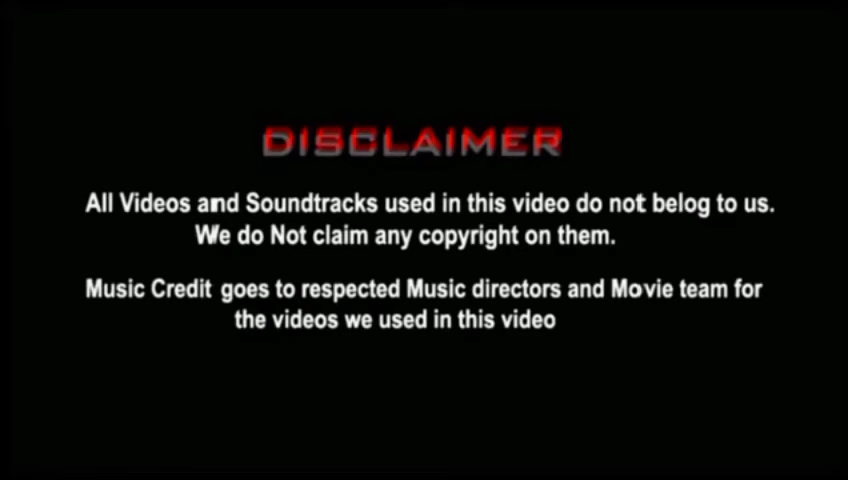 DISCLAIMER
All Videos and Soundtracks used in this video do not belog to us.
We do Not claim any copyright on them.
Music Credit goes to respected Music directors and Movie team for
the videos we used in this video